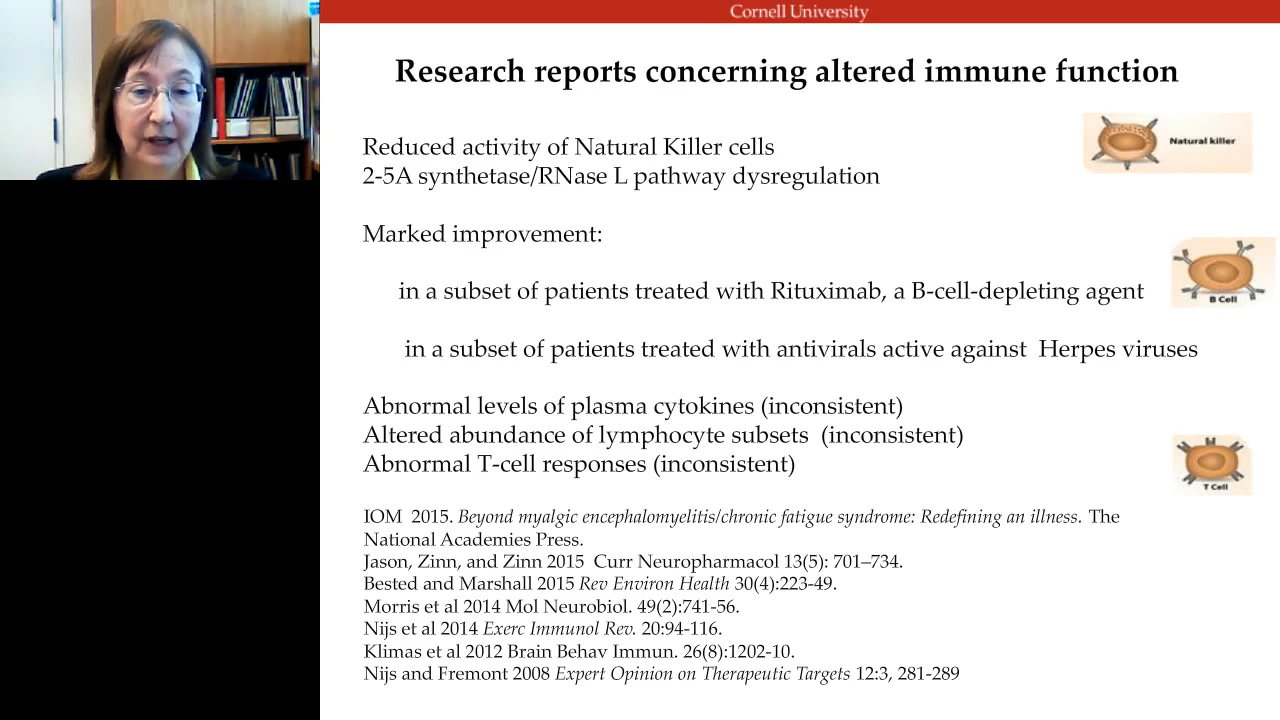 Cornell University
Research reports concerning altered immune function
Reduced activity of Natural Killer cells
2-5A synthetase/RNase L pathway dysregulation
Natural killer
Marked improvement:
in a subset of patients treated with Rituximab, a B-cell-depleting agent
B Cell
in a subset of patients treated with antivirals active against Herpes viruses
Abnormal levels of plasma cytokines (inconsistent)
Altered abundance of lymphocyte subsets (inconsistent)
Abnormal T-cell responses (inconsistent)
T Cell
IOM 2015. Beyond myalgic encephalomyelitis/chronic fatigue syndrome: Redefining an illness. The
National Academies Press.
Jason, Zinn, and Zinn 2015 Curr Neuropharmacol 13(5): 701–734.
Bested and Marshall 2015 Rev Environ Health 30(4):223-49.
Morris et al 2014 Mol Neurobiol. 49(2):741-56.
Nijs et al 2014 Exerc Immunol Rev. 20:94-116.
Klimas et al 2012 Brain Behav Immun. 26(8):1202-10.
Nijs and Fremont 2008 Expert Opinion on Therapeutic Targets 12:3, 281-289